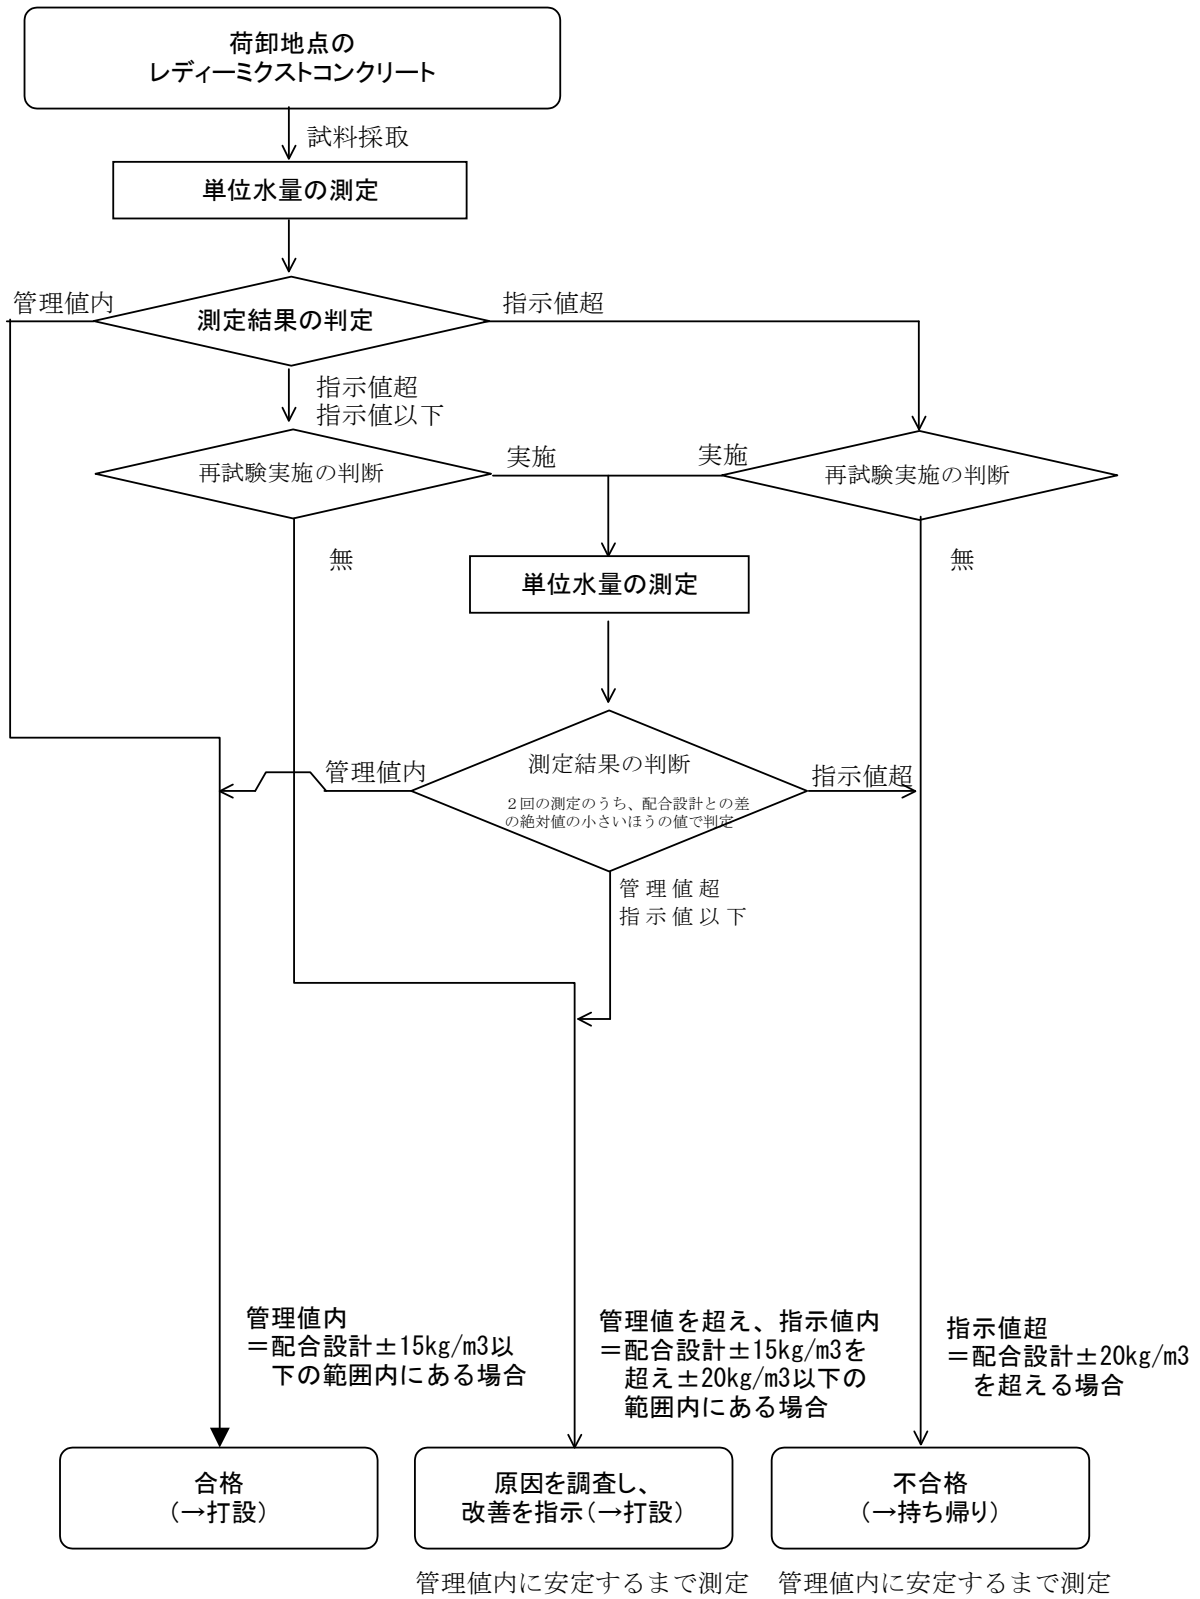 荷卸地点の
レディーミクストコンクリート
試料採取
単位水量の測定
管理値内
測定結果の判定
指示値超
指示値超
指示値以下
再試験実施の判断
実施
実施
再試験実施の判断
無
単位水量の測定
無
管理値内
測定結果の判断
２回の測定のうち、配合設計との差
の絶対値の小さいほうの値で判定
指示値超
管理値超
指示値以下
管理値内
＝配合設計±15kg/m3以
下の範囲内にある場合
管理値を超え、指示値内
＝配合設計±15kg/m3を
超え±20kg/m3以下の
範囲内にある場合
指示値超
＝配合設計±20kg/m3
を超える場合
合格
（→打設）
原因を調査し、
改善を指示（→打設）
不合格
（→持ち帰り）
管理値内に安定するまで測定
管理値内に安定するまで測定